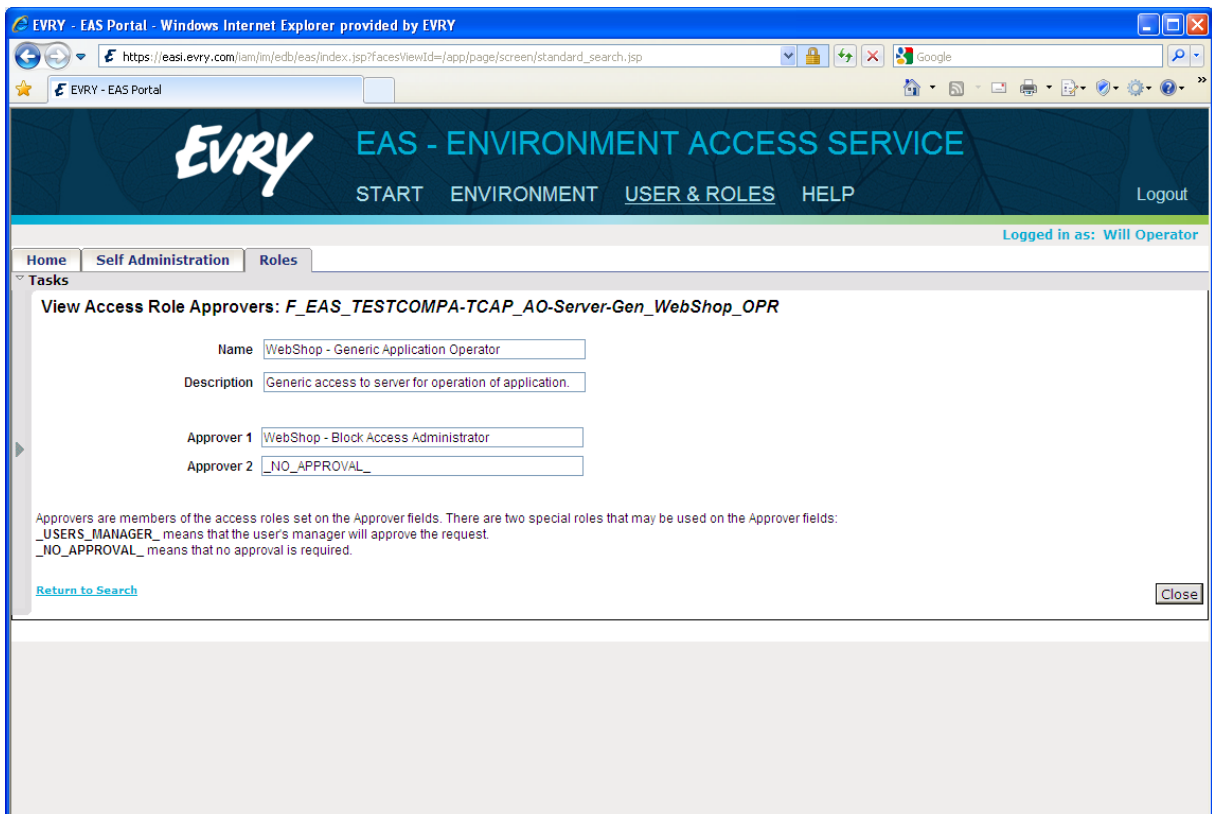 EVRY - EAS Portal - Windows Internet Explorer provided by EVRY
https://easi.evry.com/iam/im/edb/eas/index.jsp?facesViewId=/app/page/screen/standard_search.jsp
Google
EVRY - EAS Portal
EVRY
EAS - ENVIRONMENT ACCESS SERVICE
START ENVIRONMENT USER & ROLES HELP Logout
Logged in as: Will Operator
Home Self Administration Roles
Tasks
View Access Role Approvers: F_EAS_TESTCOMPA-TCAP_AO-Server-Gen_WebShop_OPR
Name WebShop - Generic Application Operator
Description Generic access to server for operation of application.
Approver 1 WebShop - Block Access Administrator
Approver 2 _NO_APPROVAL_
Approvers are members of the access roles set on the Approver fields. There are two special roles that may be used on the Approver fields:
_USERS_MANAGER_ means that the user's manager will approve the request.
_NO_APPROVAL_ means that no approval is required.
Return to Search
Close